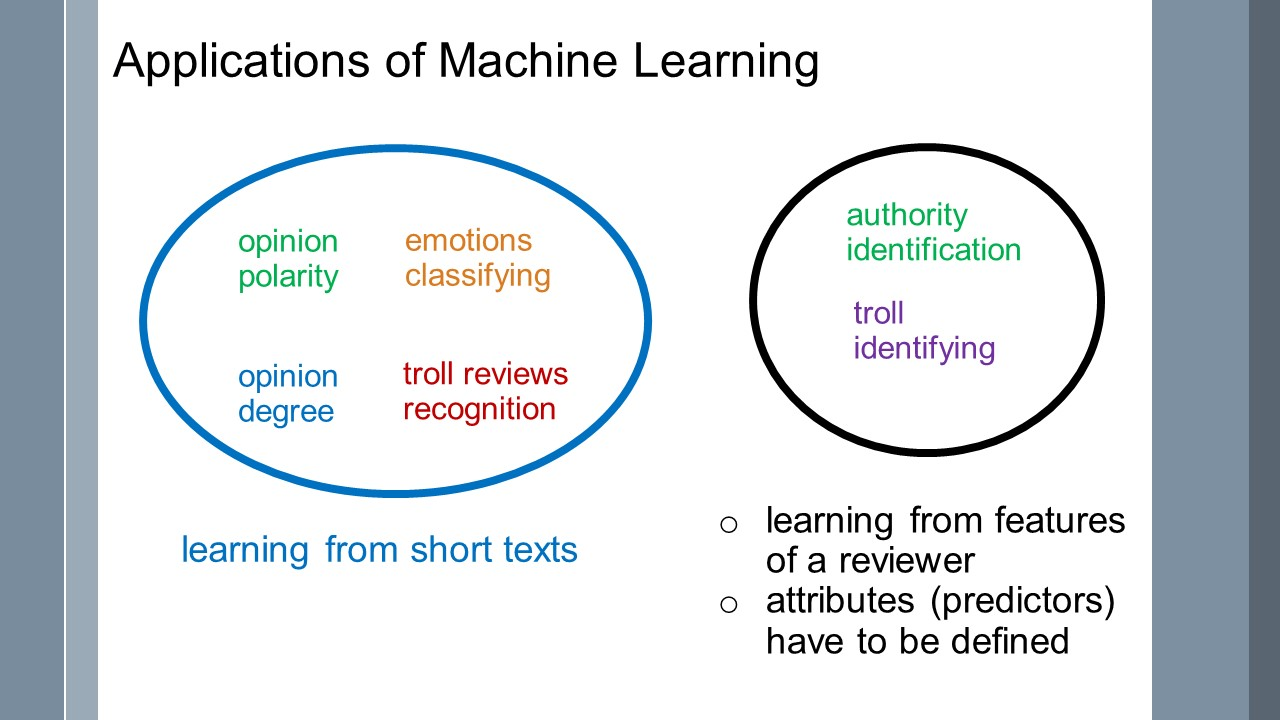 Applications of Machine Learning
opinion
polarity
emotions
classifying
opinion
degree
troll reviews
recognition
learning from short texts
authority
identification
troll
identifying
o learning from features
of a reviewer
o attributes (predictors)
have to be defined